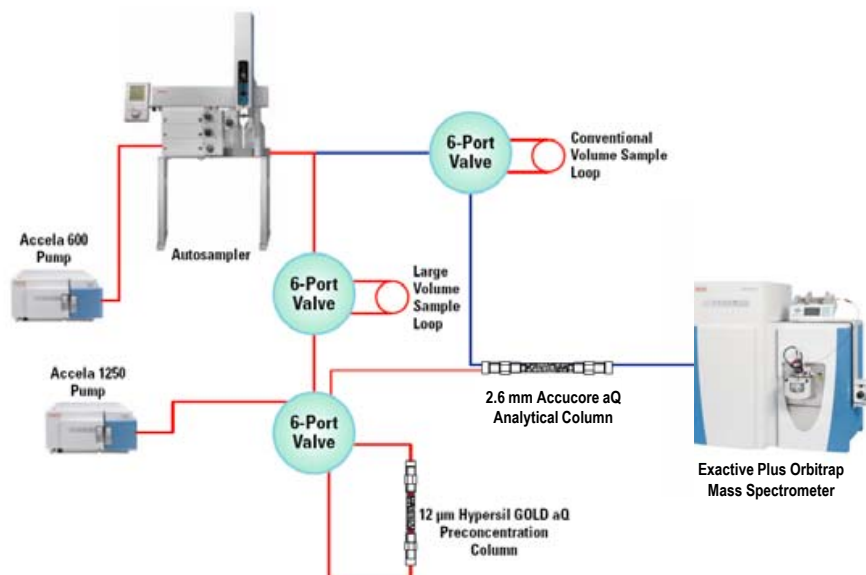 6-Port
Valve
Conventional
Volume Sample
Loop
Accela 600
Pump
Autosampler
6-Port
Valve
Large
Volume
Sample
Loop
Accela 1250
Pump
6-Port
Valve
2.6 mm Accucore aQ
Analytical Column
Exactive Plus Orbitrap
Mass Spectrometer
12 µm Hypersil GOLD aQ
Preconcentration
Column